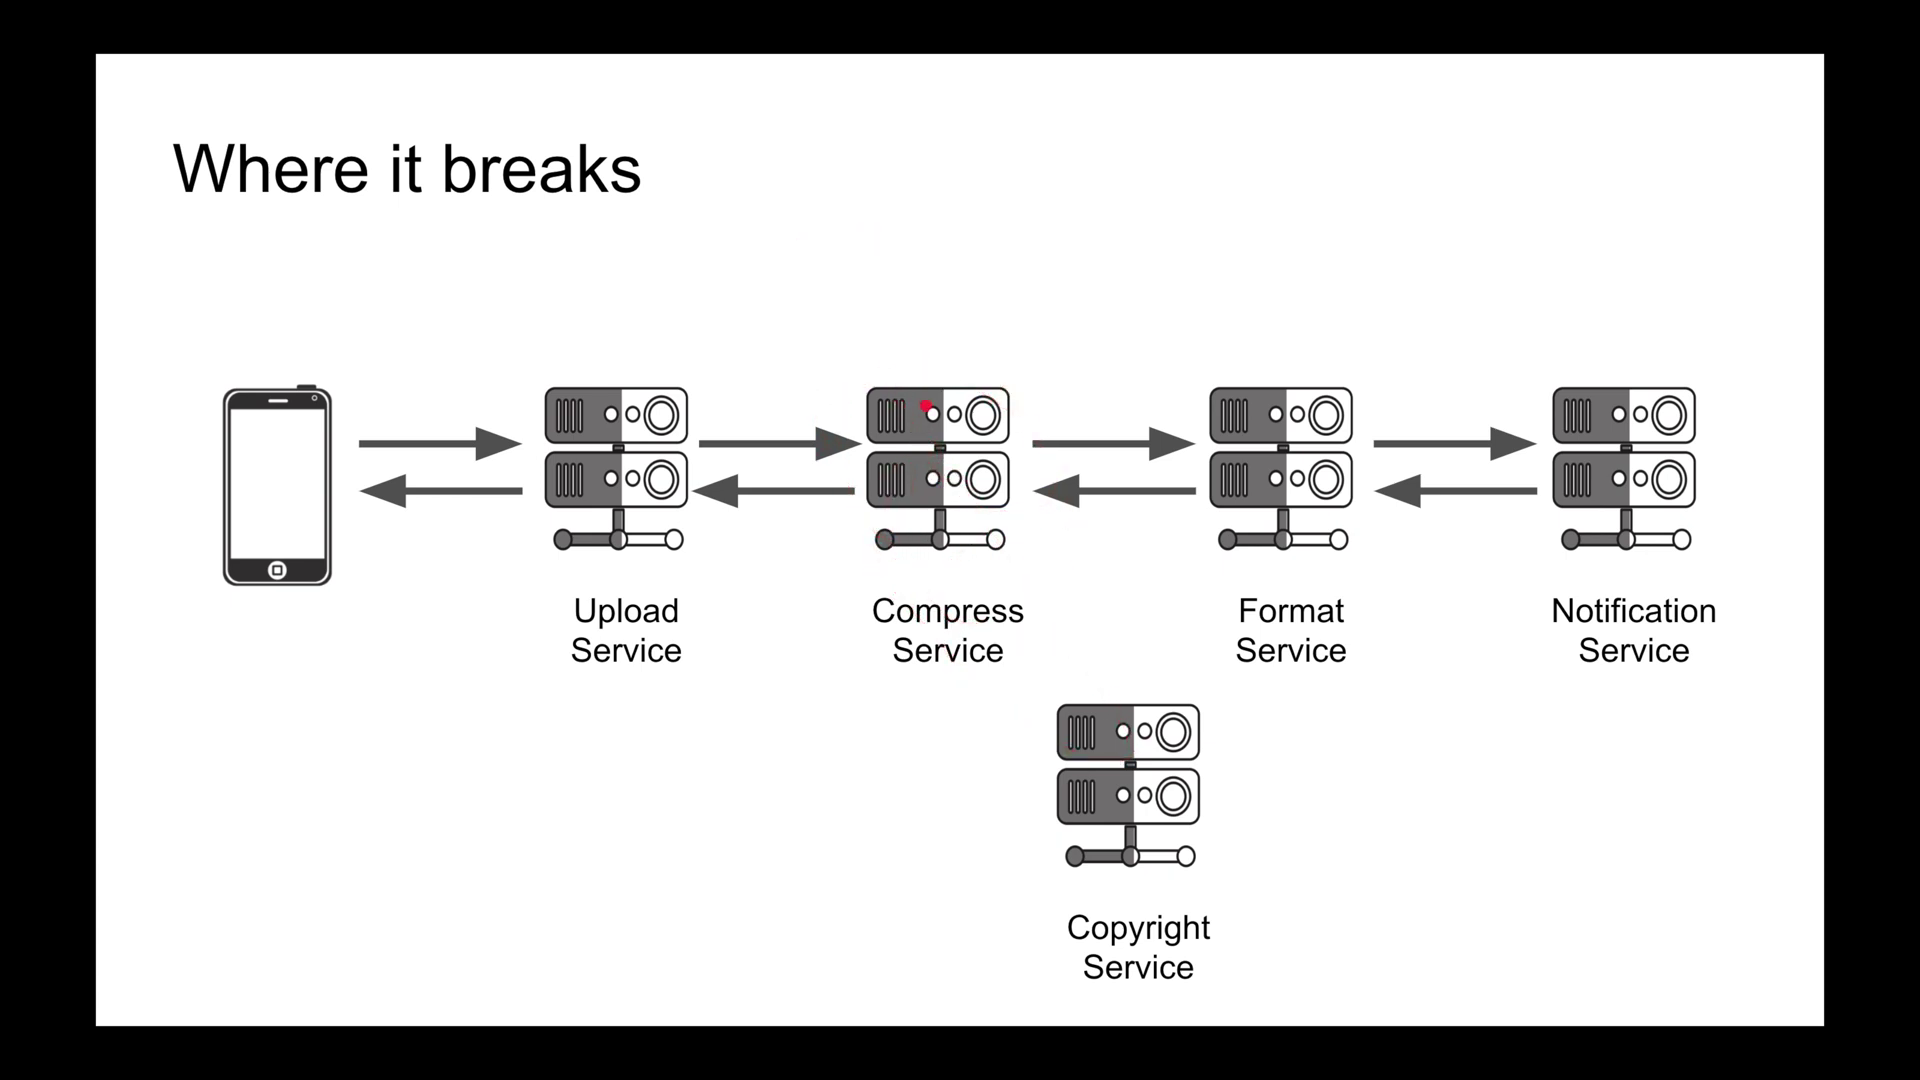 Where it breaks
Upload
Service
Compress
Service
Format
Service
Notification
Service
Copyright
Service